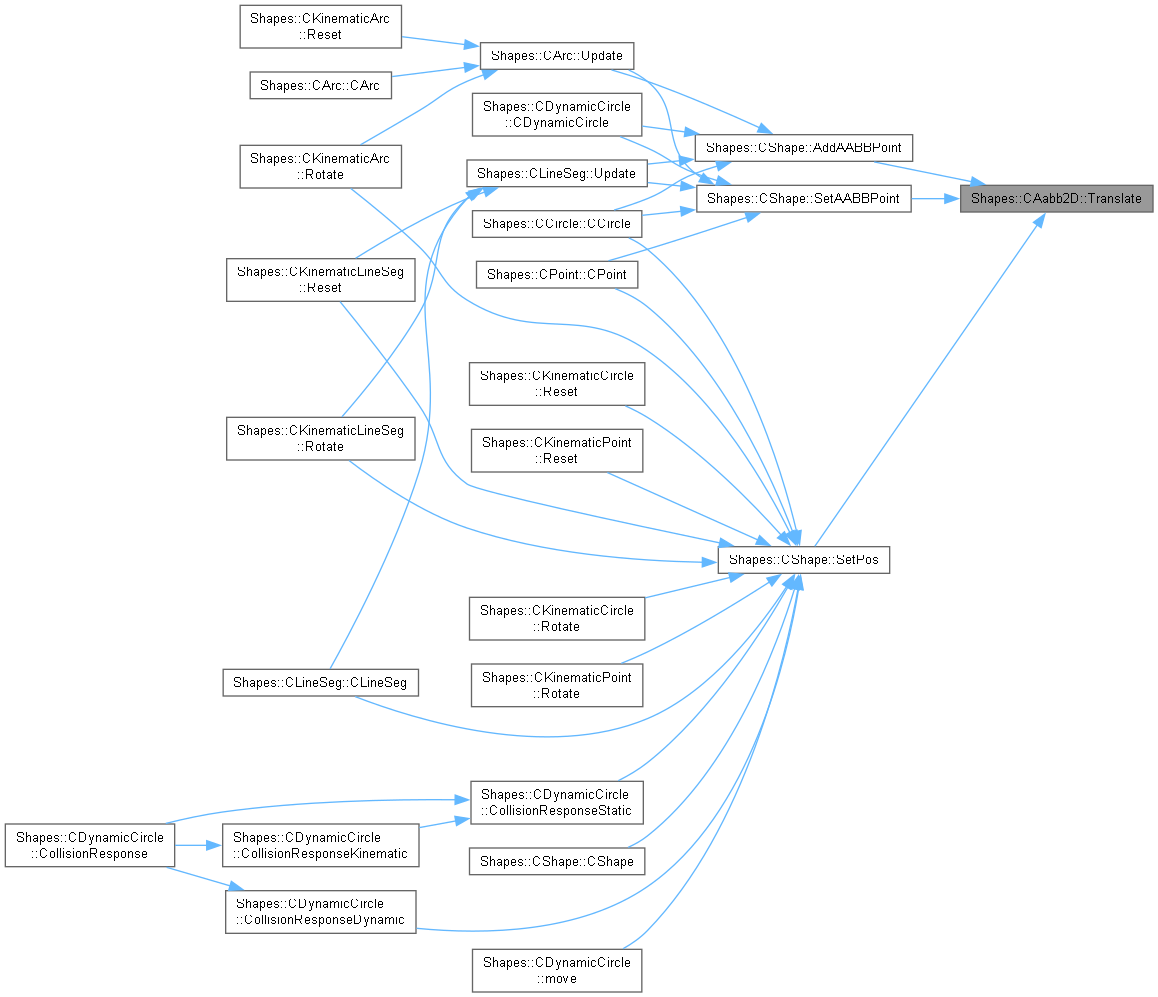 Shapes::CKinematicArc
::Reset
Shapes::CArc::Update
Shapes::CArc::CArc
Shapes::CDynamicCircle
::CDynamicCircle
Shapes::CShape::AddAABBPoint
Shapes::CKinematicArc
::Rotate
Shapes::CLineSeg::Update
Shapes::CShape::SetAABBPoint
Shapes::CAabb2D::Translate
Shapes::CCircle::CCircle
Shapes::CKinematicLineSeg
::Reset
Shapes::CPoint::CPoint
Shapes::CKinematicCircle
::Reset
Shapes::CKinematicLineSeg
::Rotate
Shapes::CKinematicPoint
::Reset
Shapes::CShape::SetPos
Shapes::CKinematicCircle
::Rotate
Shapes::CLineSeg::CLineSeg
Shapes::CKinematicPoint
::Rotate
Shapes::CDynamicCircle
::CollisionResponseStatic
Shapes::CDynamicCircle
::CollisionResponse
Shapes::CDynamicCircle
::CollisionResponseKinematic
Shapes::CShape::CShape
Shapes::CDynamicCircle
::CollisionResponseDynamic
Shapes::CDynamicCircle
::move